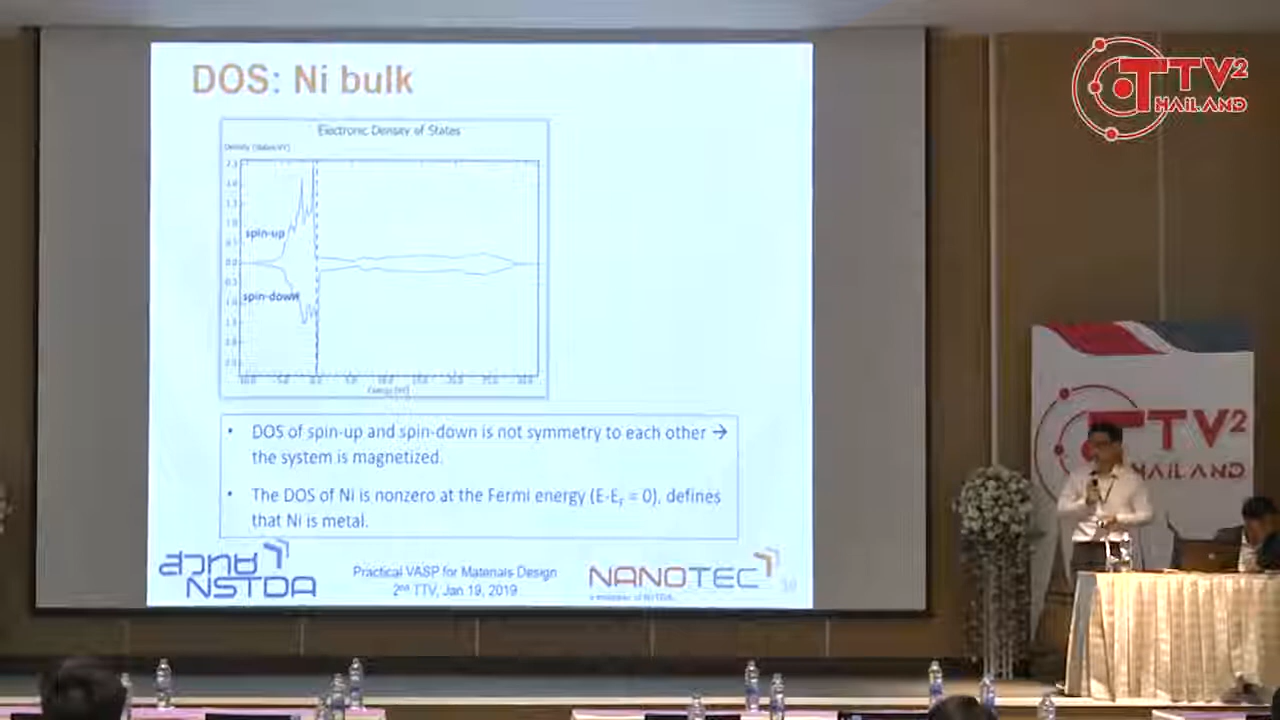 DOS: Ni bulk
Electronic Density of States
spin-up
spin-down
• DOS of spin-up and spin-down is not symmetry to each other →
the system is magnetized.
• The DOS of Ni is nonzero at the Fermi energy (E-EF = 0), defines
that Ni is metal.
สวทช
NSTDA
Practical VASP for Materials Design
2nd TTV, Jan 19, 2019
NANOTEC
a member of NSTDA
TTV2
THAILAND
TTV2
THAILAND